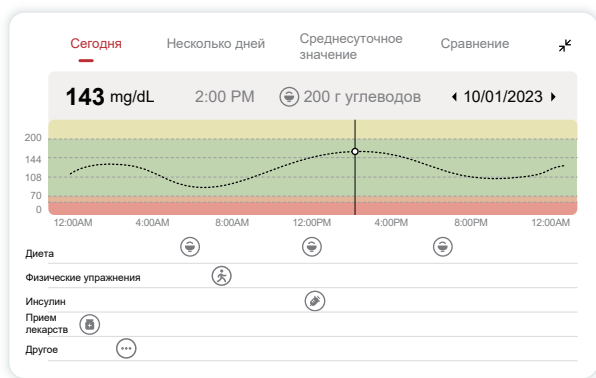 Сегодня
Несколько дней
Среднесуточное
значение
Сравнение
143 mg/dL
2:00 PM
200 г углеводов
10/01/2023
200
144
108
70
0
12:00AM 4:00AM 8:00AM 12:00PM 4:00PM 8:00PM 12:00AM
Диета
Физические упражнения
Инсулин
Прием
лекарств
Другое